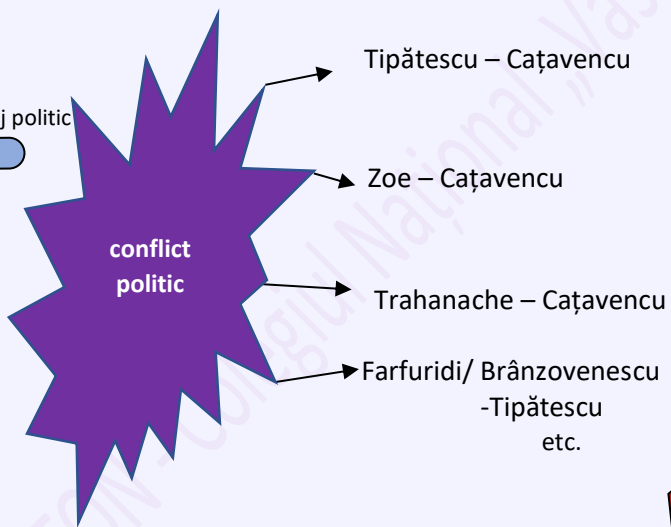 j politic
Tipătescu – Cațavencu
Zoe – Cațavencu
conflict
politic
Trahanache – Cațavencu
Farfuridi/ Brânzovenescu
-Tipătescu
etc.